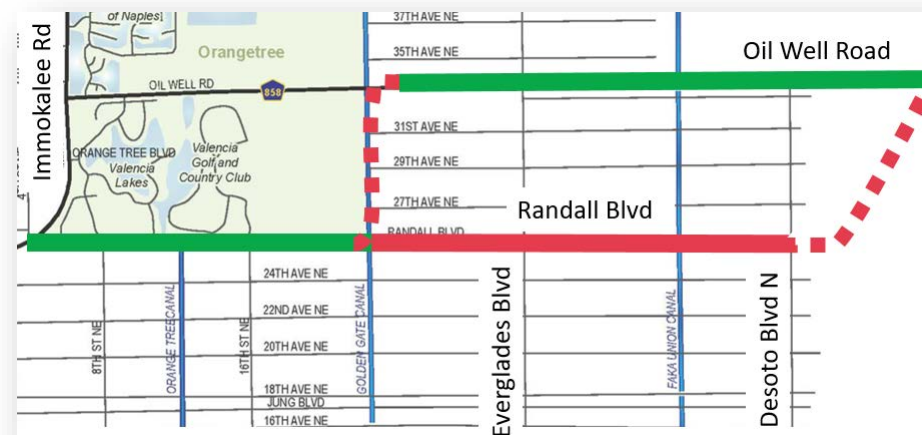 of Naples
37TH AVE NE
Orangetree
35TH AVE NE
Oil Well Road
Immokalee Rd
OIL WELL RD
858
31ST AVE NE
ORANGE TREE BLVD
Valencia
Lakes
Valencia
Golf and
Country Club
29TH AVE NE
4
27TH AVE NE
Randall Blvd
RANDALL BLVD
24TH AVE NE
22ND AVE NE
20TH AVE NE
18TH AVE NE
JUNG BLVD
16TH AVE NE
8TH ST NE
ORANGE TREE CANAL
16TH ST NE
GOLDEN GATE CANAL
Everglades Blvd
FAKA UNION CANAL
Desoto Blvd N